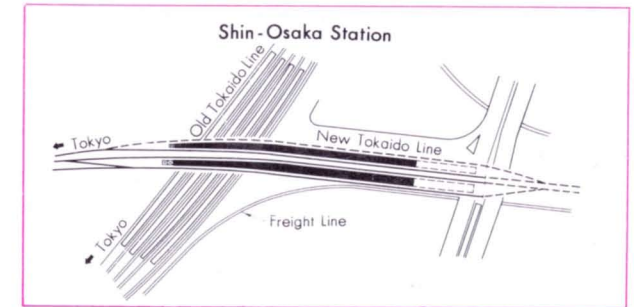 Shin-Osaka Station
Old Tokaido Line
Tokyo
New Tokaido Line
Freight Line
Tokyo